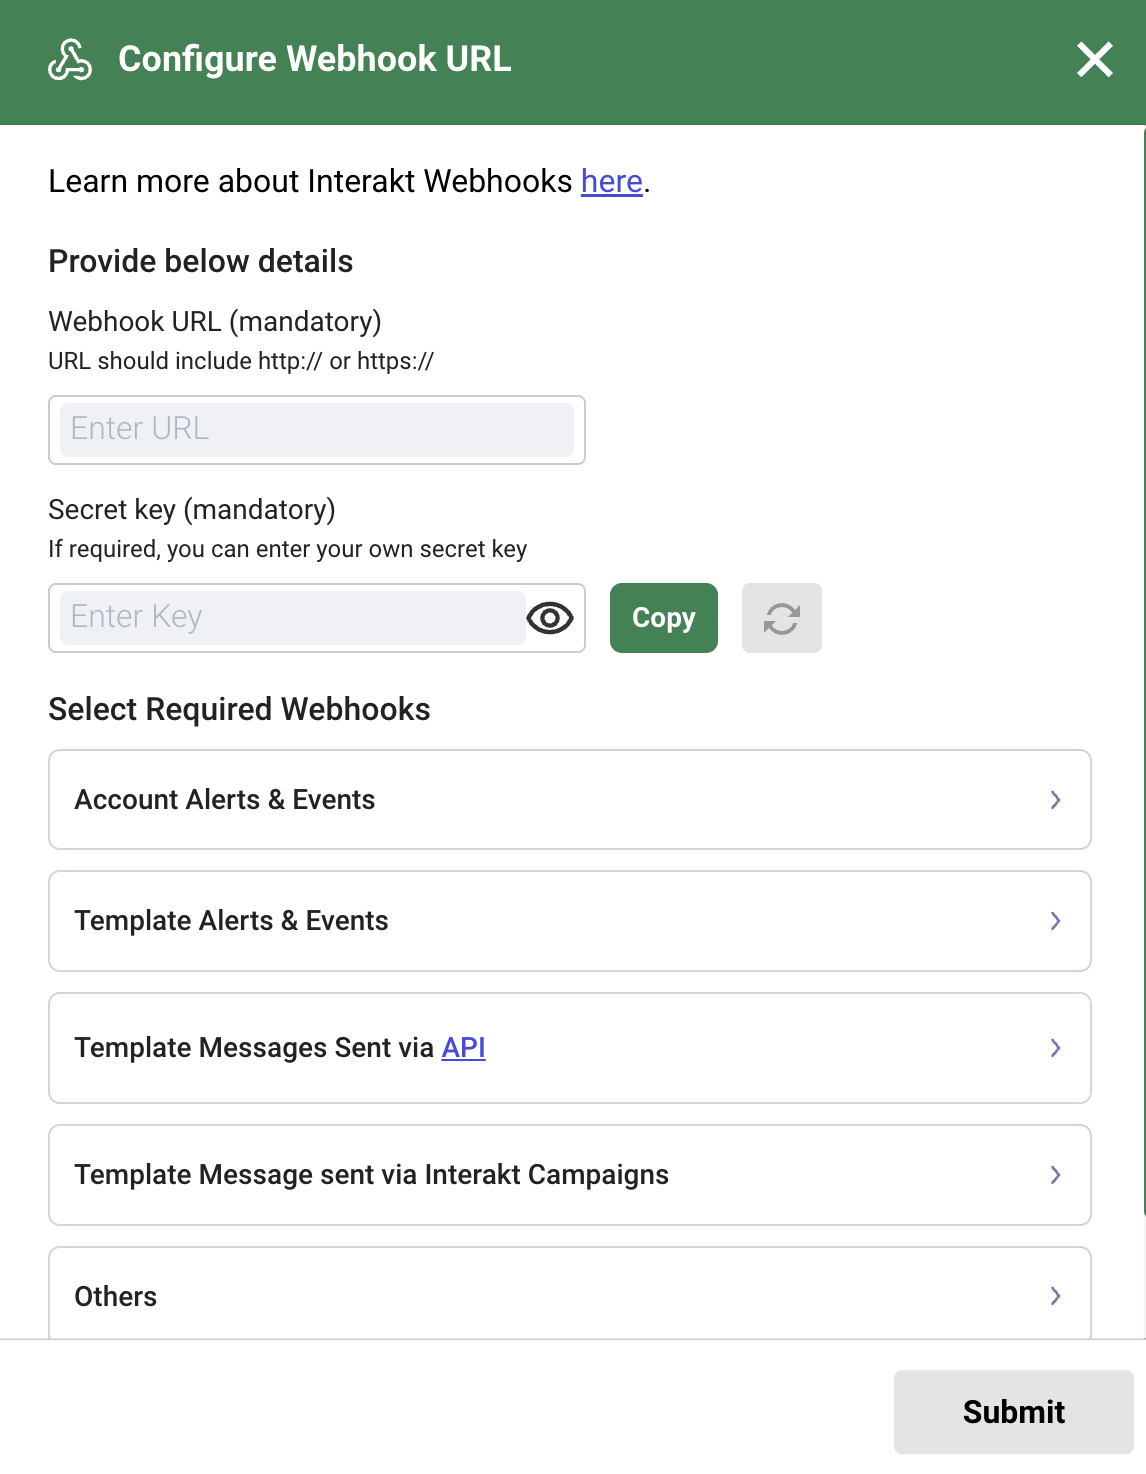 Configure Webhook URL
Learn more about Interakt Webhooks here.
Provide below details
Webhook URL (mandatory)
URL should include http:// or https://
Enter URL
Secret key (mandatory)
If required, you can enter your own secret key
Enter Key
Copy
Select Required Webhooks
Account Alerts & Events
Template Alerts & Events
Template Messages Sent via API
Template Message sent via Interakt Campaigns
Others
Submit